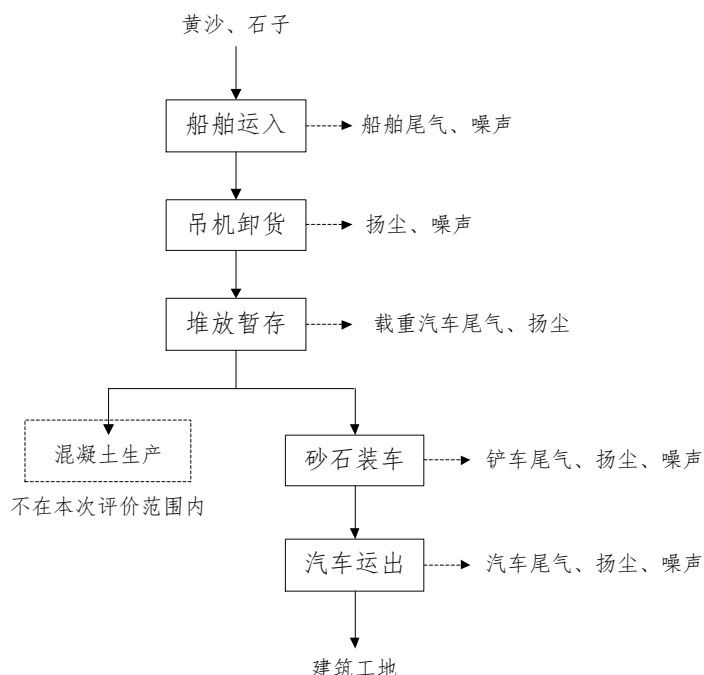 黄沙、石子
船舶运入
船舶尾气、噪声
吊机卸货
扬尘、噪声
堆放暂存
载重汽车尾气、扬尘
混凝土生产
砂石装车
铲车尾气、扬尘、噪声
不在本次评价范围内
汽车运出
汽车尾气、扬尘、噪声
建筑工地